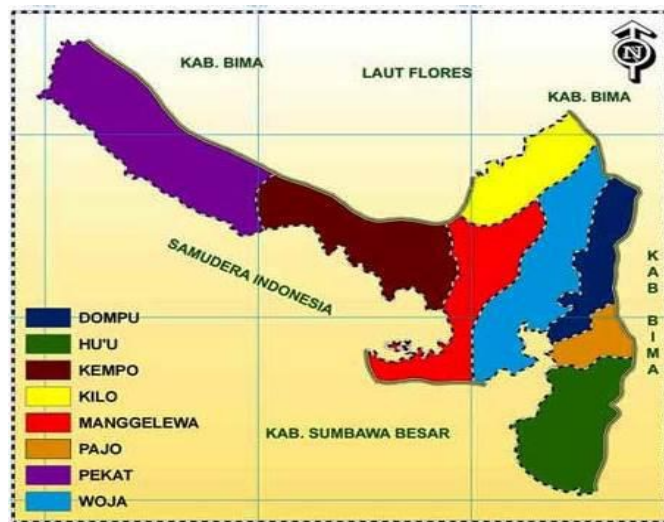 N
KAB. BIMA
LAUT FLORES
KAB. BIMA
SAMUDERA INDONESIA
KAB BIMA
DOMPU
HU'U
KEMPO
KILO
MANGGELEWA
PAJO
PEKAT
WOJA
KAB. SUMBAWA BESAR